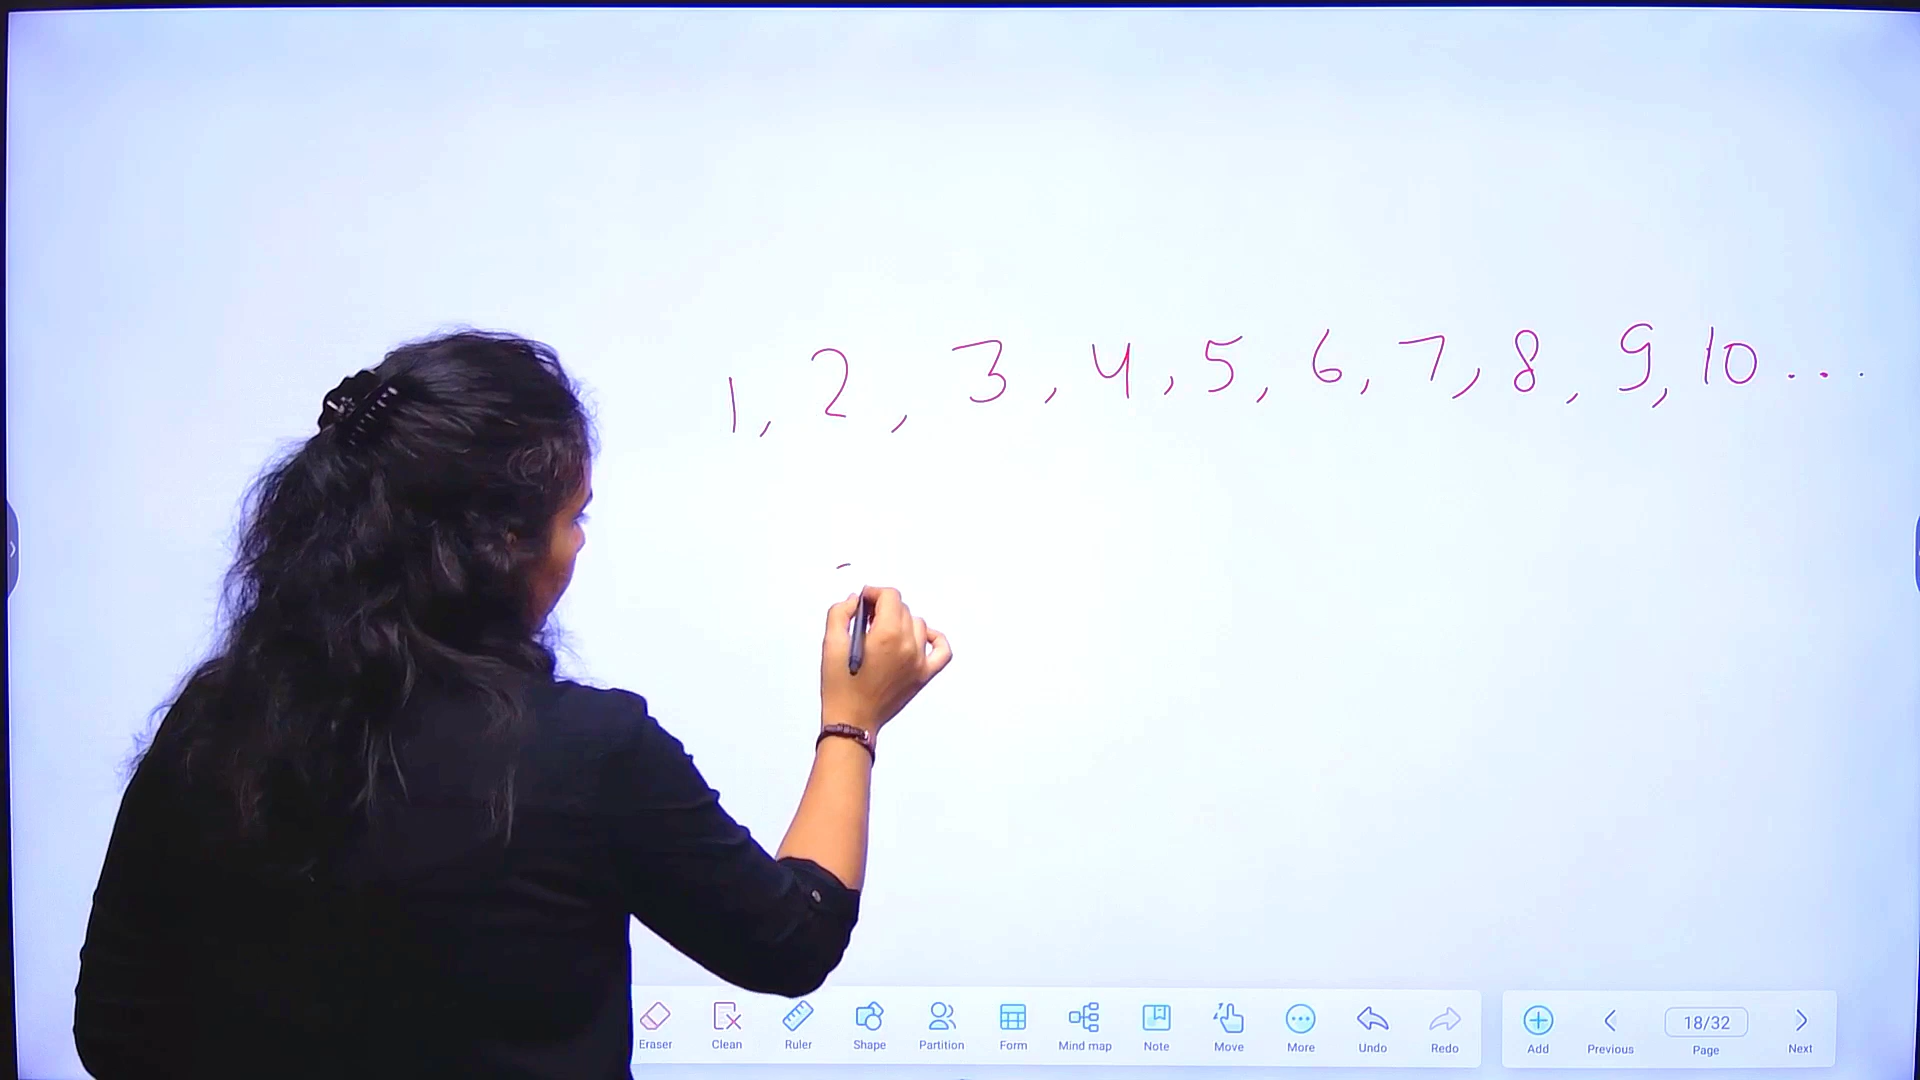 1, 2, 3, 4, 5, 6, 7, 8, 9, 10 ...
Eraser Clean Ruler Shape Partition Form Mind map Note Move More Undo Redo Add Previous 18/32 Page Next